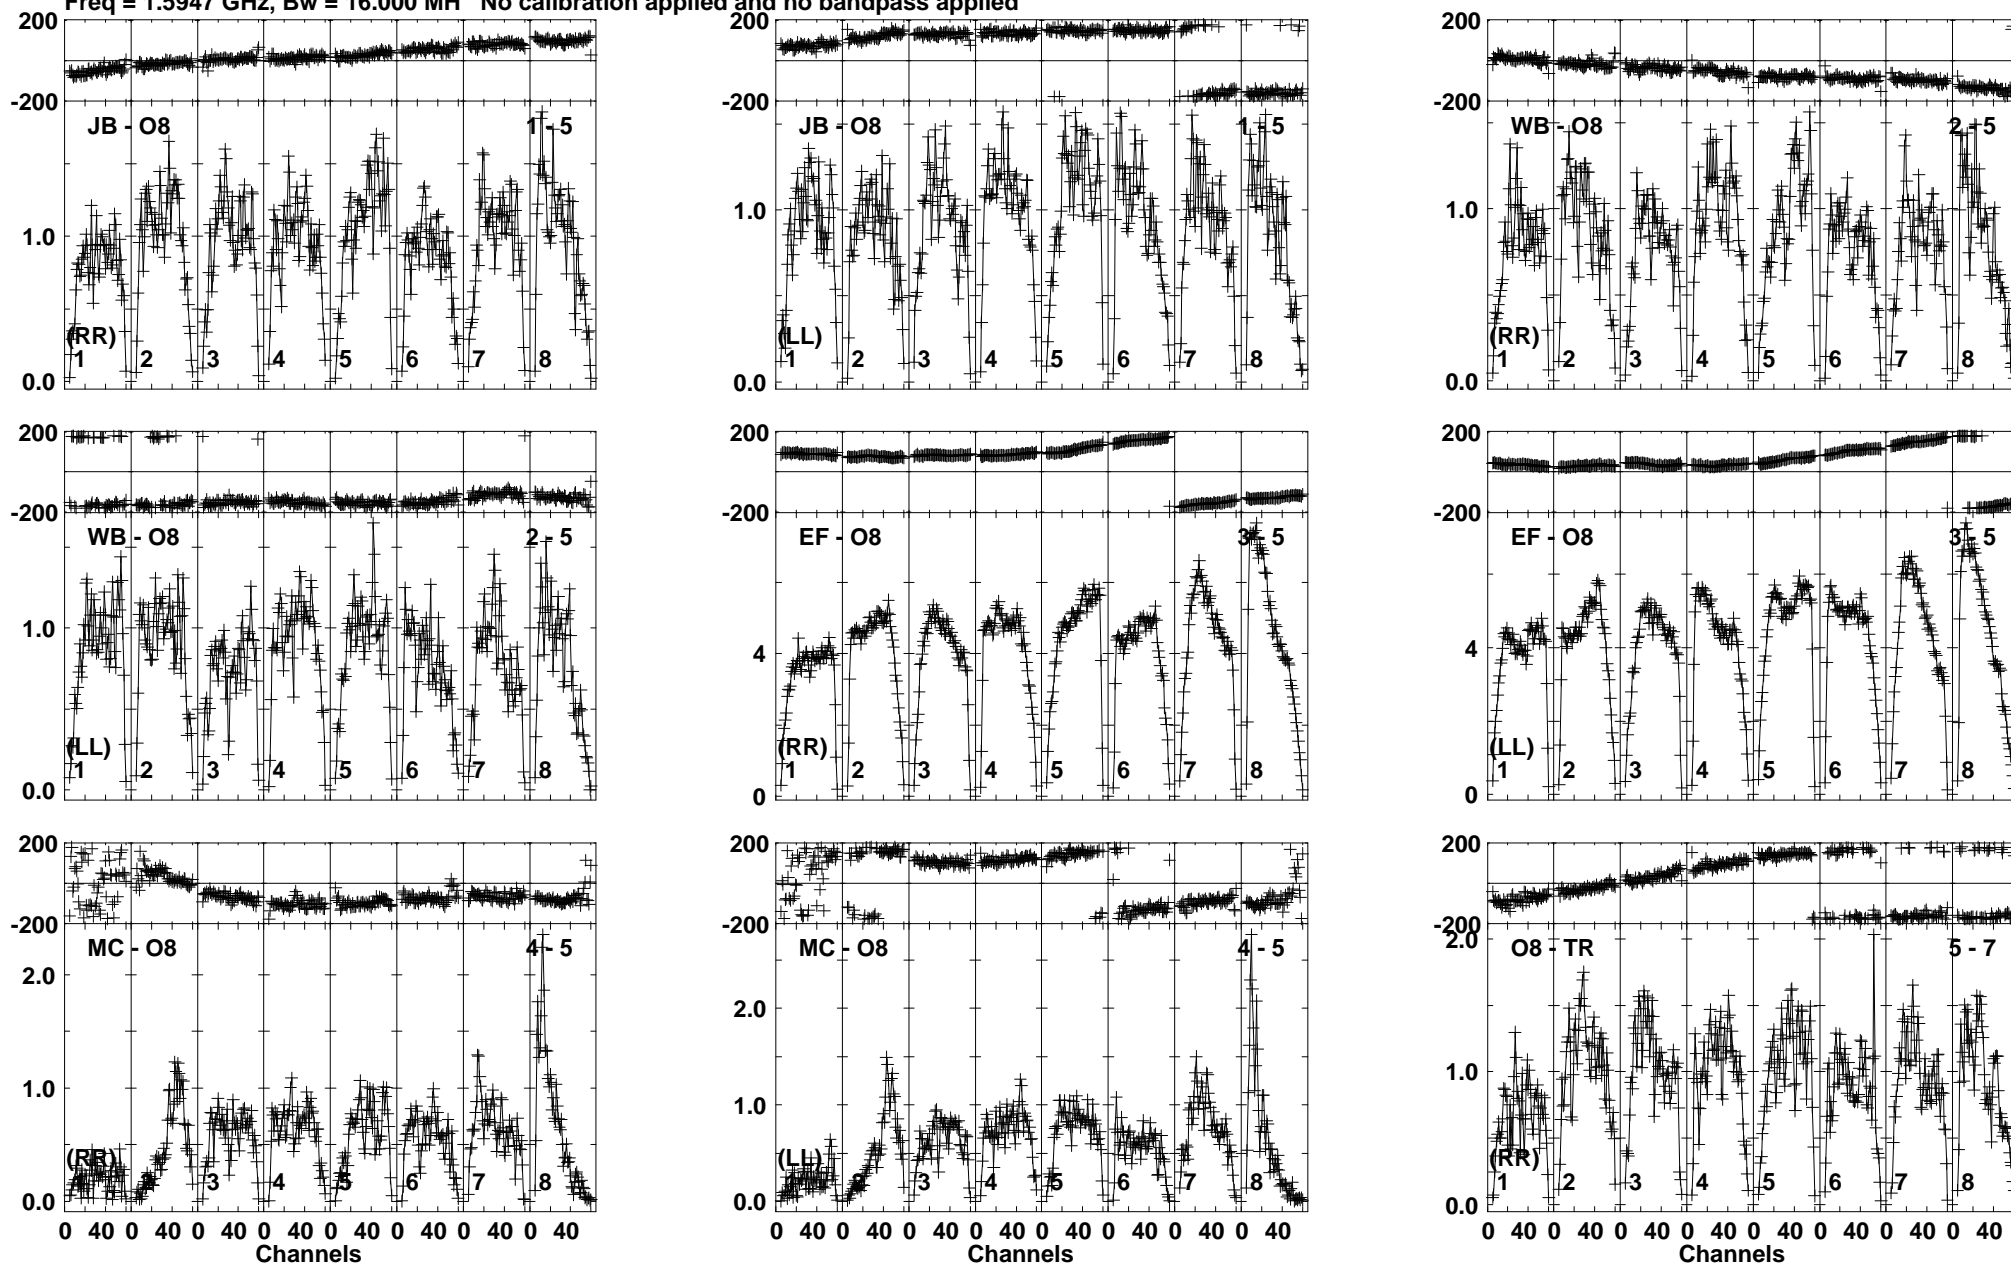 Freq = 1.5947 GHz, Bw = 16.000 MH No calibration applied and no bandpass applied
200 200 200
-200 -200 -200
JB - O8 1 - 5 JB - O8 1 - 5 WB - O8 2 - 5
1.0 1.0 1.0
(RR) (LL) (RR)
1 2 3 4 5 6 7 8 1 2 3 4 5 6 7 8 1 2 3 4 5 6 7 8
0.0 0.0 0.0
200 200 200
-200 -200 -200
WB - O8 2 - 5 EF - O8 3 - 5 EF - O8 3 - 5
1.0 4 4
(LL) (RR) (LL)
1 2 3 4 5 6 7 8 1 2 3 4 5 6 7 8 1 2 3 4 5 6 7 8
0.0 0 0
200 200 200
-200 -200 -200
MC - O8 4 - 5 MC - O8 4 - 5 O8 - TR 5 - 7
2.0 2.0 2.0
1.0 1.0 1.0
(RR) (LL) (RR)
3 4 5 6 7 8 3 4 5 6 7 8 1 2 3 4 5 6 7 8
0.0 0.0 0.0
0 40 0 40 0 40 0 40 0 40 0 40 0 40 0 40 0 40 0 40 0 40 0 40 0 40 0 40 0 40 0 40 0 40 0 40 0 40 0 40 0 40 0 40 0 40 0 40
Channels Channels Channels